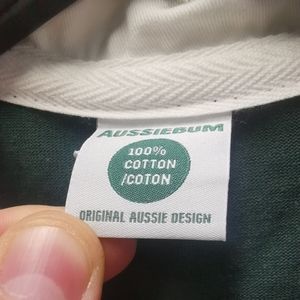 AUSSIEBUM
100%
COTTON
/COTON
ORIGINAL AUSSIE DESIGN